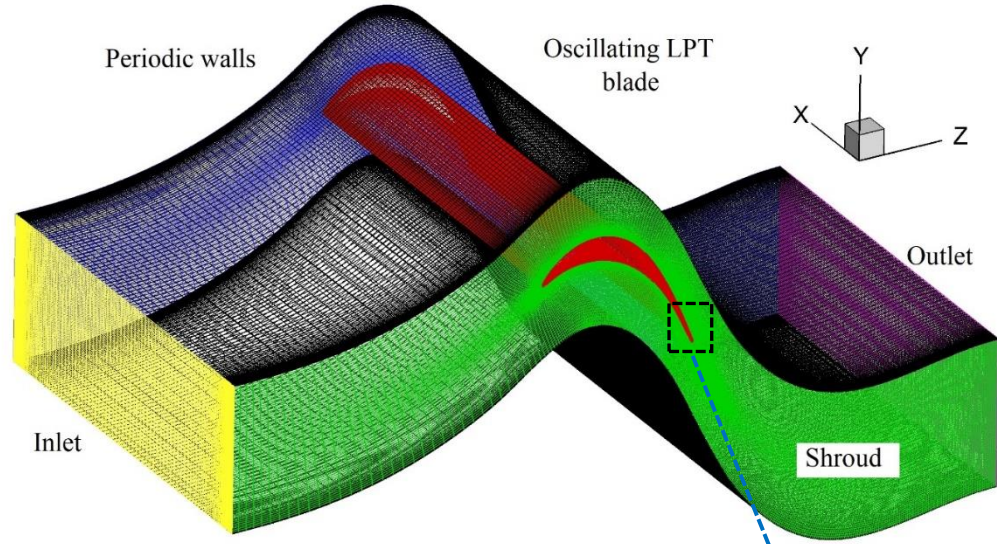 Periodic walls
Oscillating LPT
blade
Y
X
Z
Outlet
Inlet
Shroud